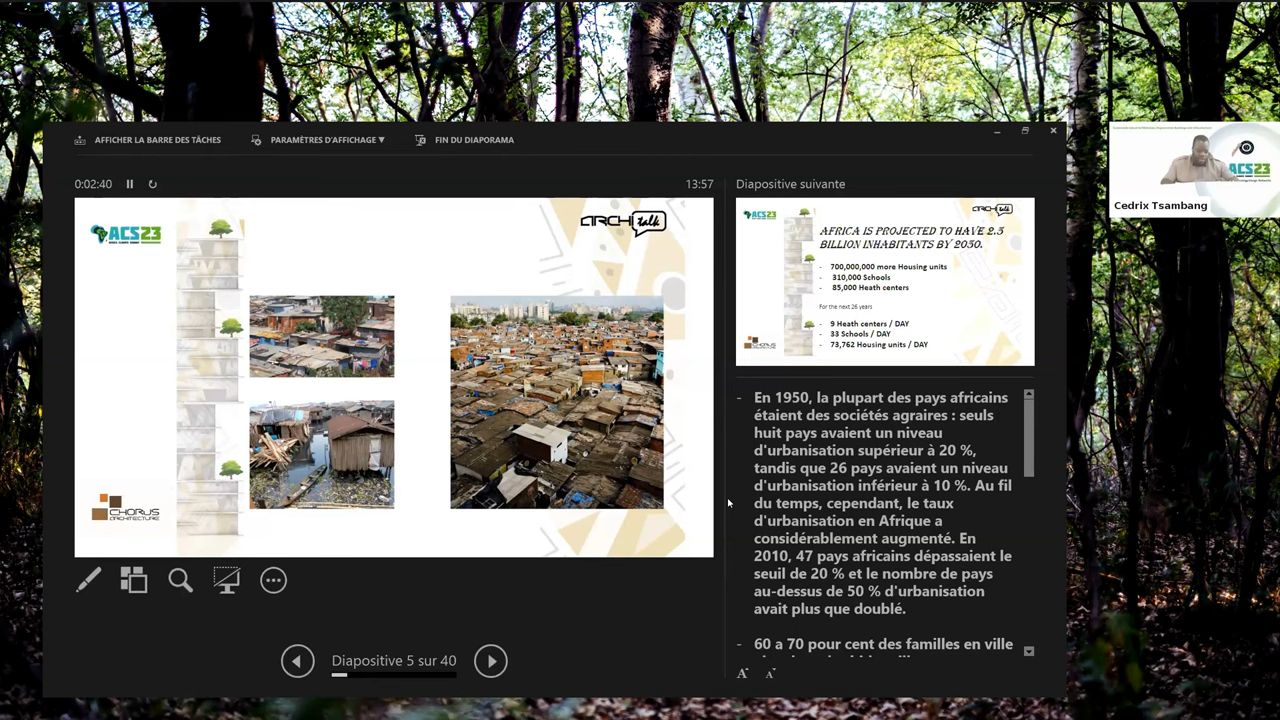 AFFICHER LA BARRE DES TÂCHES
PARAMÈTRES D'AFFICHAGE ▼
FIN DU DIAPORAMA
0:02:40
13:57
ACS23
ARCHI talk
CHORUS
ARCHITECTURE
Diapositive 5 sur 40
Diapositive suivante
ACS23
ARCHI talk
AFRICA IS PROJECTED TO HAVE 2.5
BILLION INHABITANTS BY 2050.
- 700,000,000 more Housing units
- 310,000 Schools
- 85,000 Heath centers
For the next 26 years
- 9 Heath centers / DAY
- 33 Schools / DAY
- 73,762 Housing units / DAY
CHORUS
- En 1950, la plupart des pays africains
étaient des sociétés agraires : seuls
huit pays avaient un niveau
d'urbanisation supérieur à 20 %,
tandis que 26 pays avaient un niveau
d'urbanisation inférieur à 10 %. Au fil
du temps, cependant, le taux
d'urbanisation en Afrique a
considérablement augmenté. En
2010, 47 pays africains dépassaient le
seuil de 20 % et le nombre de pays
au-dessus de 50 % d'urbanisation
avait plus que doublé.
- 60 a 70 pour cent des familles en ville
A A
ACS23
Cedrix Tsambang